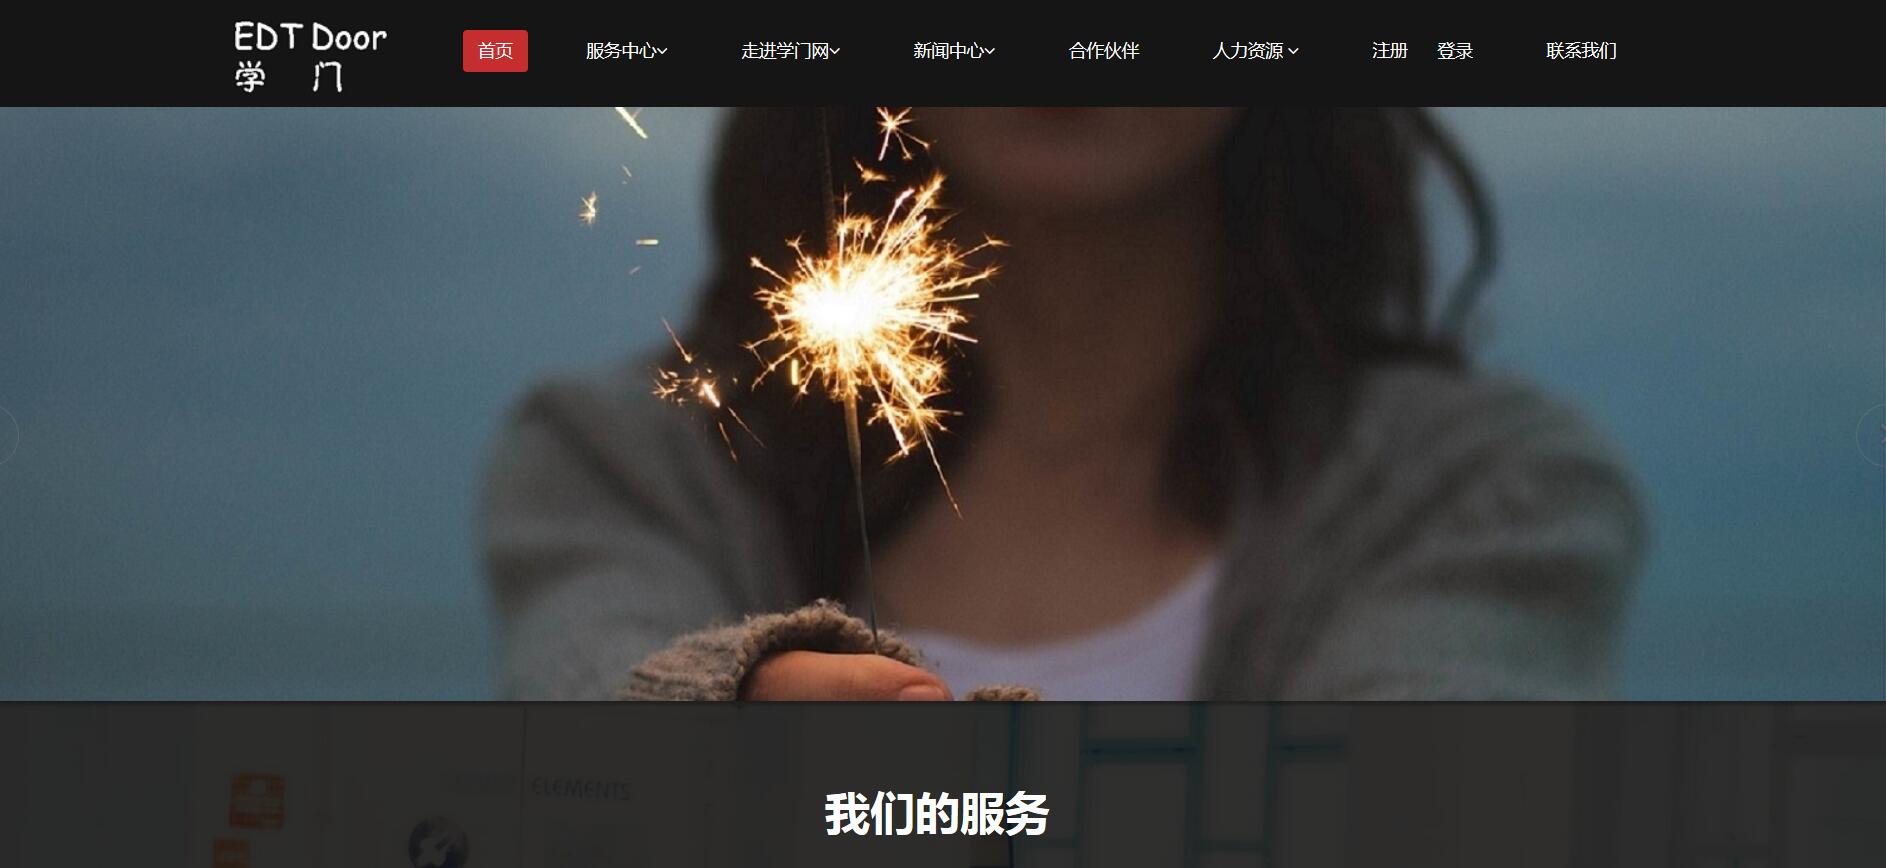 EDT Door
学 门
首页 服务中心 走进学门网 新闻中心 合作伙伴 人力资源 注册 登录 联系我们
ELEMENTS
我们的服务